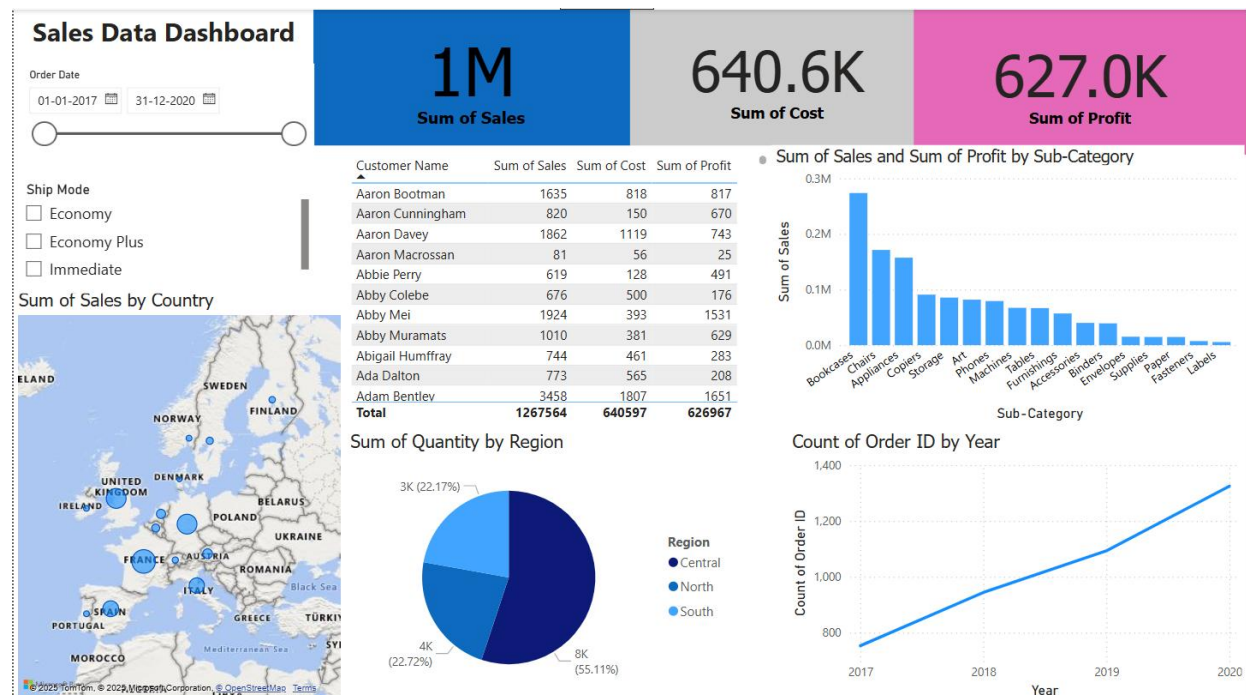 Sales Data Dashboard
Order Date
01-01-2017 31-12-2020
Ship Mode
Economy
Economy Plus
Immediate
1M
Sum of Sales
640.6K
Sum of Cost
627.0K
Sum of Profit
Customer Name Sum of Sales Sum of Cost Sum of Profit
Aaron Bootman 1635 818 817
Aaron Cunningham 820 150 670
Aaron Davey 1862 1119 743
Aaron Macrossan 81 56 25
Abbie Perry 619 128 491
Abby Colebe 676 500 176
Abby Mei 1924 393 1531
Abby Muramats 1010 381 629
Abigail Humffray 744 461 283
Ada Dalton 773 565 208
Adam Bentley 3458 1807 1651
Total 1267564 640597 626967
Sum of Sales and Sum of Profit by Sub-Category
Sum of Sales
0.3M
0.2M
0.1M
0.0M
Bookcases
Chairs
Appliances
Copiers
Storage
Art
Phones
Machines
Tables
Furnishings
Accessories
Binders
Envelopes
Supplies
Paper
Fasteners
Labels
Sub-Category
Sum of Sales by Country
ELAND
SWEDEN
FINLAND
NORWAY
UNITED
KINGDOM
DENMARK
IRELAND
BELARUS
POLAND
UKRAINE
FRANCE
AUSTRIA
ROMANIA
ITALY
Black Sea
SPAIN
PORTUGAL
GREECE
TÜRKIY
Mediterranean Sea
SY
MOROCCO
© 2025 TomTom, © 2025 Microsoft Corporation, © OpenStreetMap Terms
Sum of Quantity by Region
3K (22.17%)
4K
(22.72%)
8K
(55.11%)
Region
Central
North
South
Count of Order ID by Year
Count of Order ID
1,400
1,200
1,000
800
2017 2018 2019 2020
Year